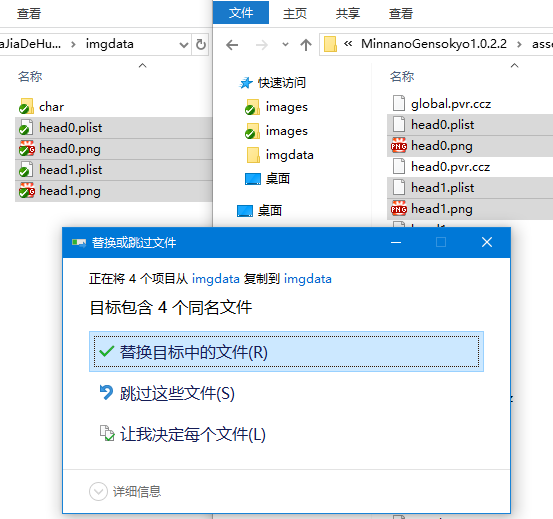 查看
aJiaDeHu...
imgdata
名称
char
head0.plist
head0.png
head1.plist
head1.png
文件
主页
共享
查看
« MinnanoGensokyo1.0.2.2
快速访问
images
images
imgdata
桌面
桌面
名称
global.pvr.ccz
head0.plist
head0.png
head0.pvr.ccz
head1.plist
head1.png
替换或跳过文件
正在将 4 个项目从 imgdata 复制到 imgdata
目标包含 4 个同名文件
替换目标中的文件(R)
跳过这些文件(S)
让我决定每个文件(L)
详细信息